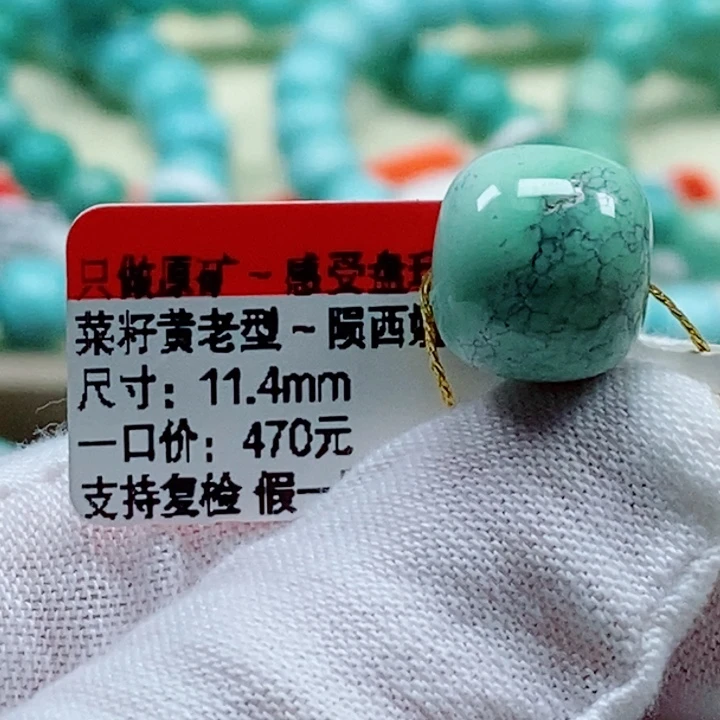 只做原矿~感受盘
菜籽黄老型~陨西
尺寸：11.4mm
一口价：470元
支持复检 假一